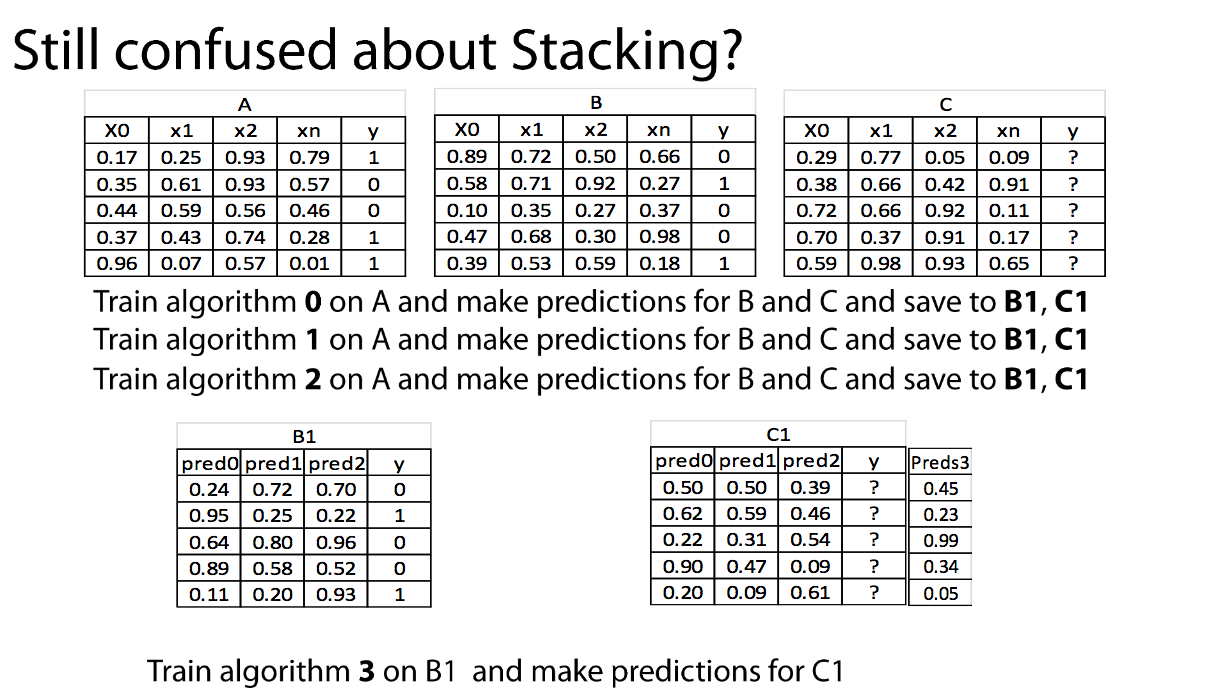 Still confused about Stacking?
A
X0 x1 x2 xn y
0.17 0.25 0.93 0.79 1
0.35 0.61 0.93 0.57 0
0.44 0.59 0.56 0.46 0
0.37 0.43 0.74 0.28 1
0.96 0.07 0.57 0.01 1
B
X0 x1 x2 xn y
0.89 0.72 0.50 0.66 0
0.58 0.71 0.92 0.27 1
0.10 0.35 0.27 0.37 0
0.47 0.68 0.30 0.98 0
0.39 0.53 0.59 0.18 1
C
X0 x1 x2 xn y
0.29 0.77 0.05 0.09 ?
0.38 0.66 0.42 0.91 ?
0.72 0.66 0.92 0.11 ?
0.70 0.37 0.91 0.17 ?
0.59 0.98 0.93 0.65 ?
Train algorithm 0 on A and make predictions for B and C and save to B1, C1
Train algorithm 1 on A and make predictions for B and C and save to B1, C1
Train algorithm 2 on A and make predictions for B and C and save to B1, C1
B1
pred0 pred1 pred2 y
0.24 0.72 0.70 0
0.95 0.25 0.22 1
0.64 0.80 0.96 0
0.89 0.58 0.52 0
0.11 0.20 0.93 1
C1
pred0 pred1 pred2 y Preds3
0.50 0.50 0.39 ? 0.45
0.62 0.59 0.46 ? 0.23
0.22 0.31 0.54 ? 0.99
0.90 0.47 0.09 ? 0.34
0.20 0.09 0.61 ? 0.05
Train algorithm 3 on B1 and make predictions for C1